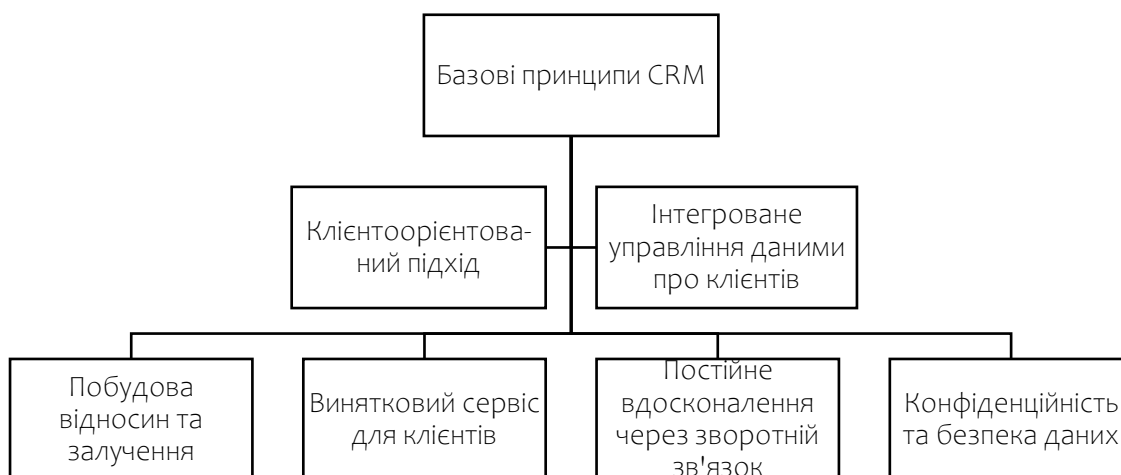 Базові принципи CRM
Клієнтоорієнтова-
ний підхід
Інтегроване
управління даними
про клієнтів
Побудова
відносин та
залучення
Винятковий сервіс
для клієнтів
Постійне
вдосконалення
через зворотній
зв'язок
Конфіденційність
та безпека даних